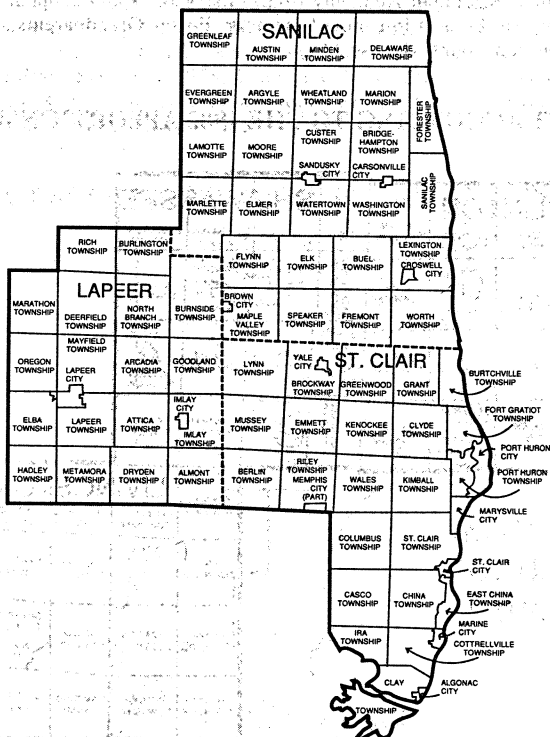 SANILAC
GREENLEAF
TOWNSHIP
AUSTIN
TOWNSHIP
MINDEN
TOWNSHIP
DELAWARE
TOWNSHIP
EVERGREEN
TOWNSHIP
ARGYLE
TOWNSHIP
WHEATLAND
TOWNSHIP
MARION
TOWNSHIP
FORESTER
TOWNSHIP
LAMOTTE
TOWNSHIP
MOORE
TOWNSHIP
CUSTER
TOWNSHIP
BRIDGE-
HAMPTON
TOWNSHIP
SANDUSKY
CITY
CARSONVILLE
CITY
SANILAC
TOWNSHIP
MARLETTE
TOWNSHIP
ELMER
TOWNSHIP
WATERTOWN
TOWNSHIP
WASHINGTON
TOWNSHIP
FLYNN
TOWNSHIP
ELK
TOWNSHIP
BUEL
TOWNSHIP
LEXINGTON
TOWNSHIP
CROSWELL
CITY
BROWN
CITY
MAPLE
VALLEY
TOWNSHIP
SPEAKER
TOWNSHIP
FREMONT
TOWNSHIP
WORTH
TOWNSHIP
LAPEER
RICH
TOWNSHIP
BURLINGTON
TOWNSHIP
MARATHON
TOWNSHIP
DEERFIELD
TOWNSHIP
NORTH
BRANCH
TOWNSHIP
BURNSIDE
TOWNSHIP
OREGON
TOWNSHIP
MAYFIELD
TOWNSHIP
LAPEER
CITY
ARCADIA
TOWNSHIP
GOODLAND
TOWNSHIP
IMLAY
CITY
ELBA
TOWNSHIP
LAPEER
TOWNSHIP
ATTICA
TOWNSHIP
IMLAY
TOWNSHIP
HADLEY
TOWNSHIP
METAMORA
TOWNSHIP
DRYDEN
TOWNSHIP
ALMONT
TOWNSHIP
ST. CLAIR
LYNN
TOWNSHIP
YALE
CITY
BROCKWAY
TOWNSHIP
GREENWOOD
TOWNSHIP
GRANT
TOWNSHIP
BURTCHVILLE
TOWNSHIP
MUSSEY
TOWNSHIP
EMMETT
TOWNSHIP
KENOCKEE
TOWNSHIP
CLYDE
TOWNSHIP
FORT GRATIOT
TOWNSHIP
PORT HURON
CITY
PORT HURON
TOWNSHIP
BERLIN
TOWNSHIP
RILEY
TOWNSHIP
MEMPHIS
CITY
(PART)
WALES
TOWNSHIP
KIMBALL
TOWNSHIP
MARYSVILLE
CITY
COLUMBUS
TOWNSHIP
ST. CLAIR
TOWNSHIP
ST. CLAIR
CITY
CASCO
TOWNSHIP
CHINA
TOWNSHIP
EAST CHINA
TOWNSHIP
MARINE
CITY
IRA
TOWNSHIP
COTTRELLVILLE
TOWNSHIP
CLAY
TOWNSHIP
ALGONAC
CITY